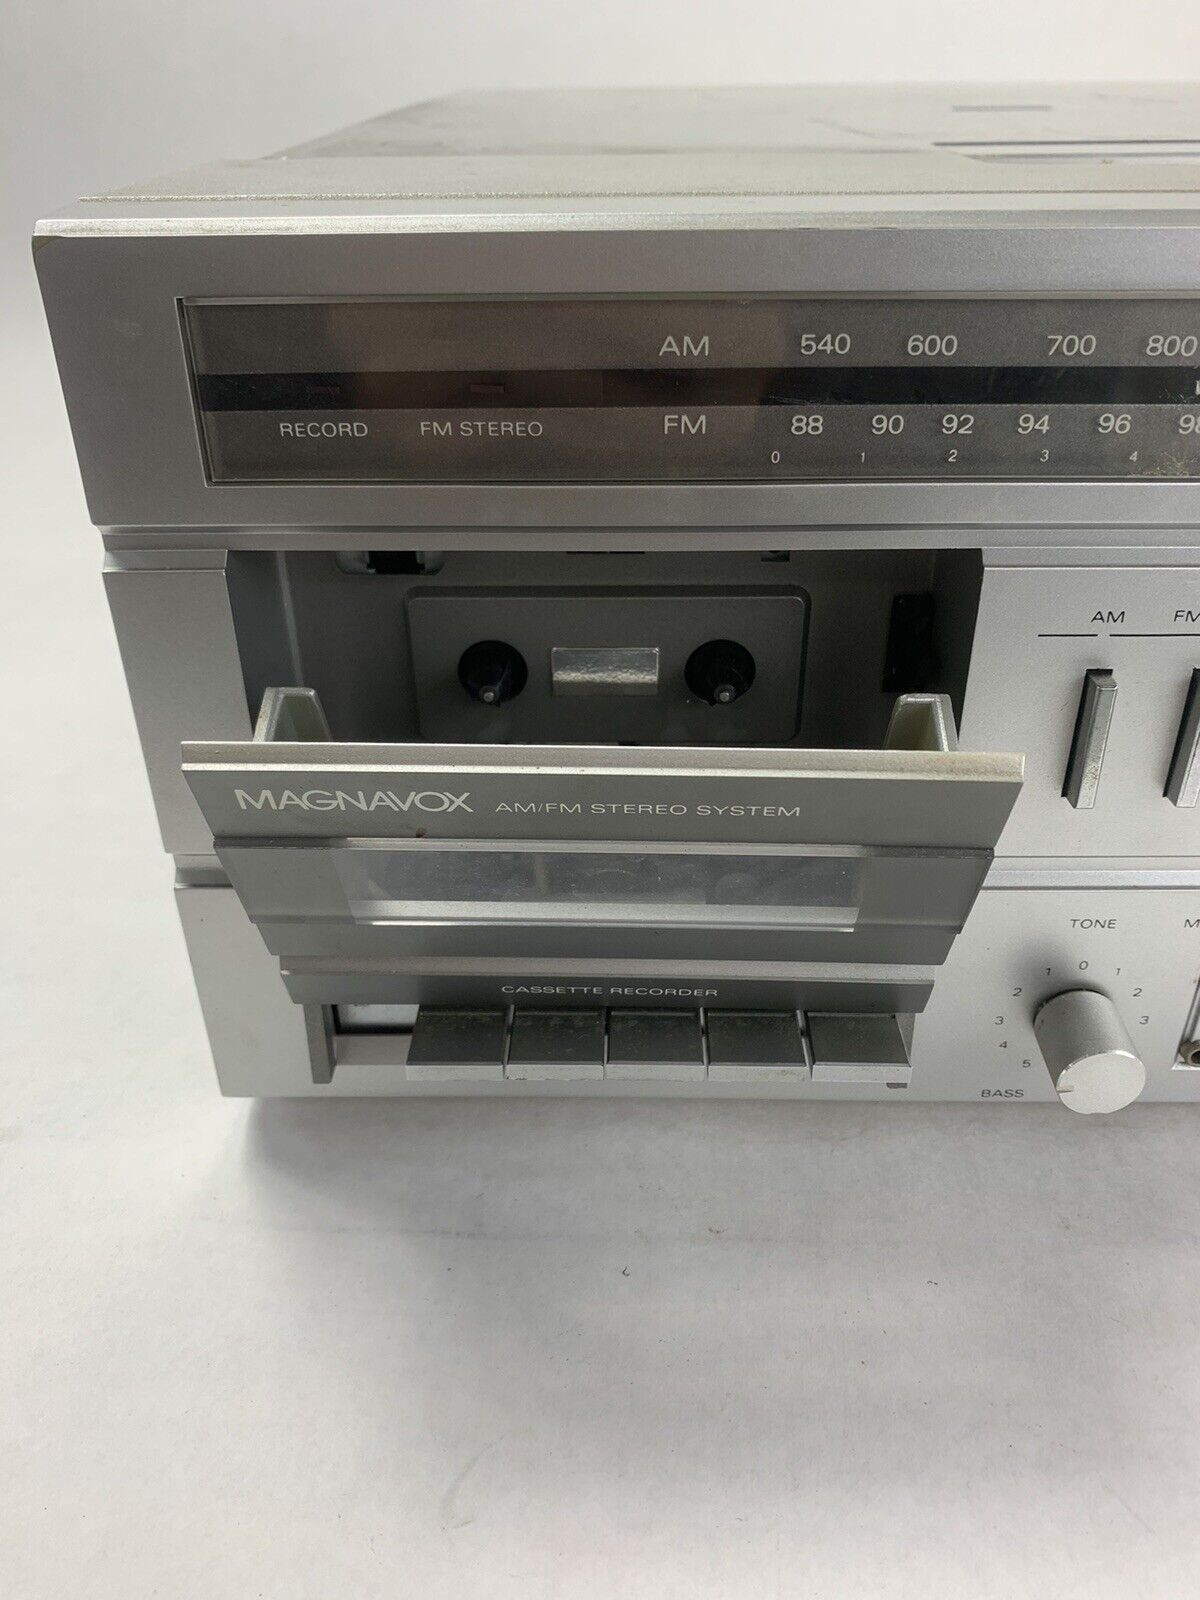 AM 540 600 700 800
RECORD FM STEREO FM 88 90 92 94 96 98
0 1 2 3 4
AM FM
MAGNAVOX AM/FM STEREO SYSTEM
CASSETTE RECORDER
TONE M
0
1 1
2 2
3 3
4
5
BASS